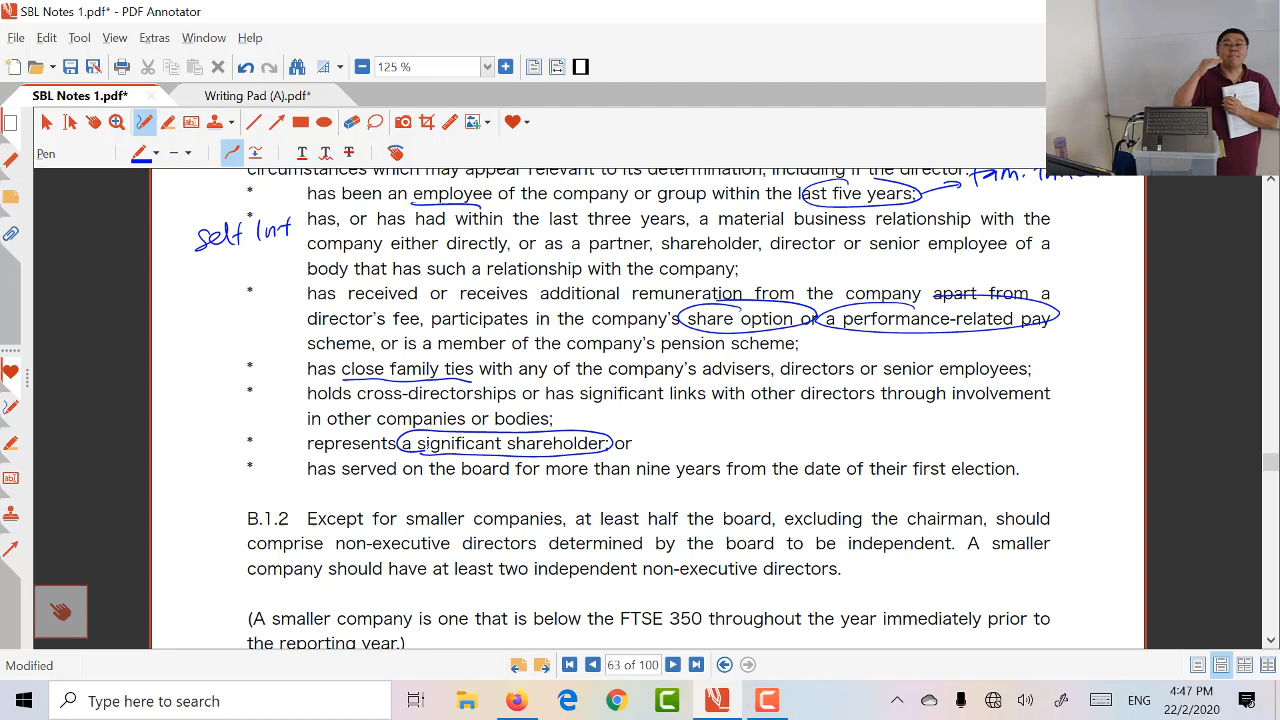 SBL Notes 1.pdf* - PDF Annotator
File Edit Tool View Extras Window Help
125 %
SBL Notes 1.pdf* Writing Pad (A).pdf*
Pen
circumstances which may appear relevant to its determination, including if the director:
* has been an employee of the company or group within the last five years;
* has, or has had within the last three years, a material business relationship with the
self Int
company either directly, or as a partner, shareholder, director or senior employee of a
body that has such a relationship with the company;
* has received or receives additional remuneration from the company apart from a
director's fee, participates in the company's share option or a performance-related pay
scheme, or is a member of the company's pension scheme;
* has close family ties with any of the company's advisers, directors or senior employees;
* holds cross-directorships or has significant links with other directors through involvement
in other companies or bodies;
* represents a significant shareholder; or
* has served on the board for more than nine years from the date of their first election.
B.1.2 Except for smaller companies, at least half the board, excluding the chairman, should
comprise non-executive directors determined by the board to be independent. A smaller
company should have at least two independent non-executive directors.
(A smaller company is one that is below the FTSE 350 throughout the year immediately prior to
the reporting year.)
Modified
63 of 100
Type here to search
ENG
4:47 PM
22/2/2020